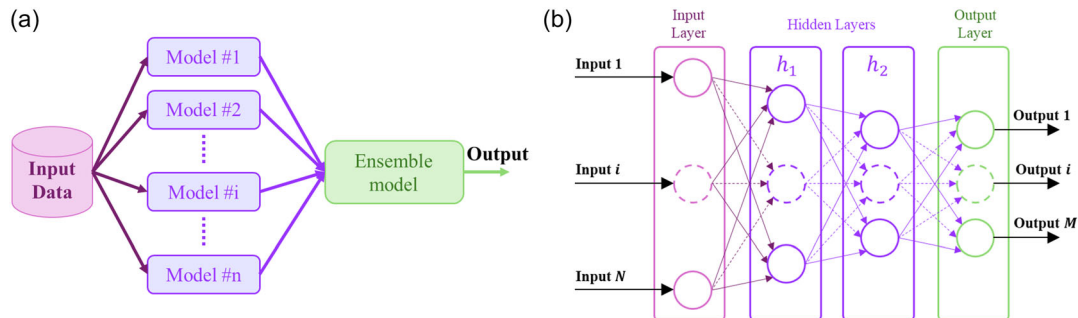 (a)
Model #1
Model #2
Model #i
Model #n
Input
Data
Ensemble
model
Output
(b)
Input
Layer
Hidden Layers
Output
Layer
h₁
h₂
Input 1
Input i
Input N
Output 1
Output i
Output M